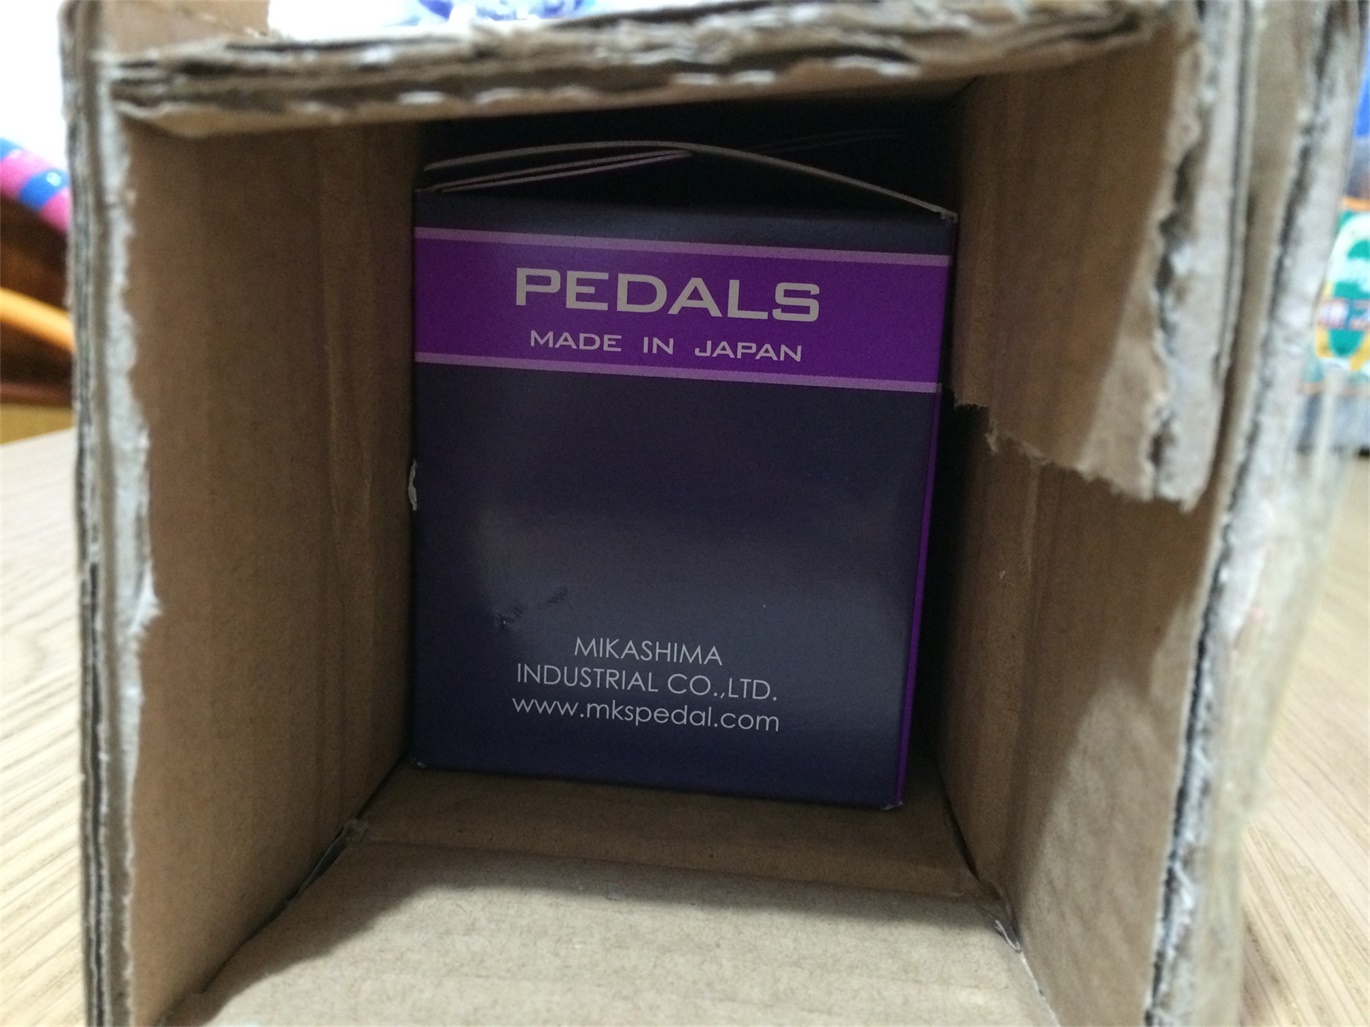 PEDALS
MADE IN JAPAN
MIKASHIMA
INDUSTRIAL CO.,LTD.
www.mkspedal.com